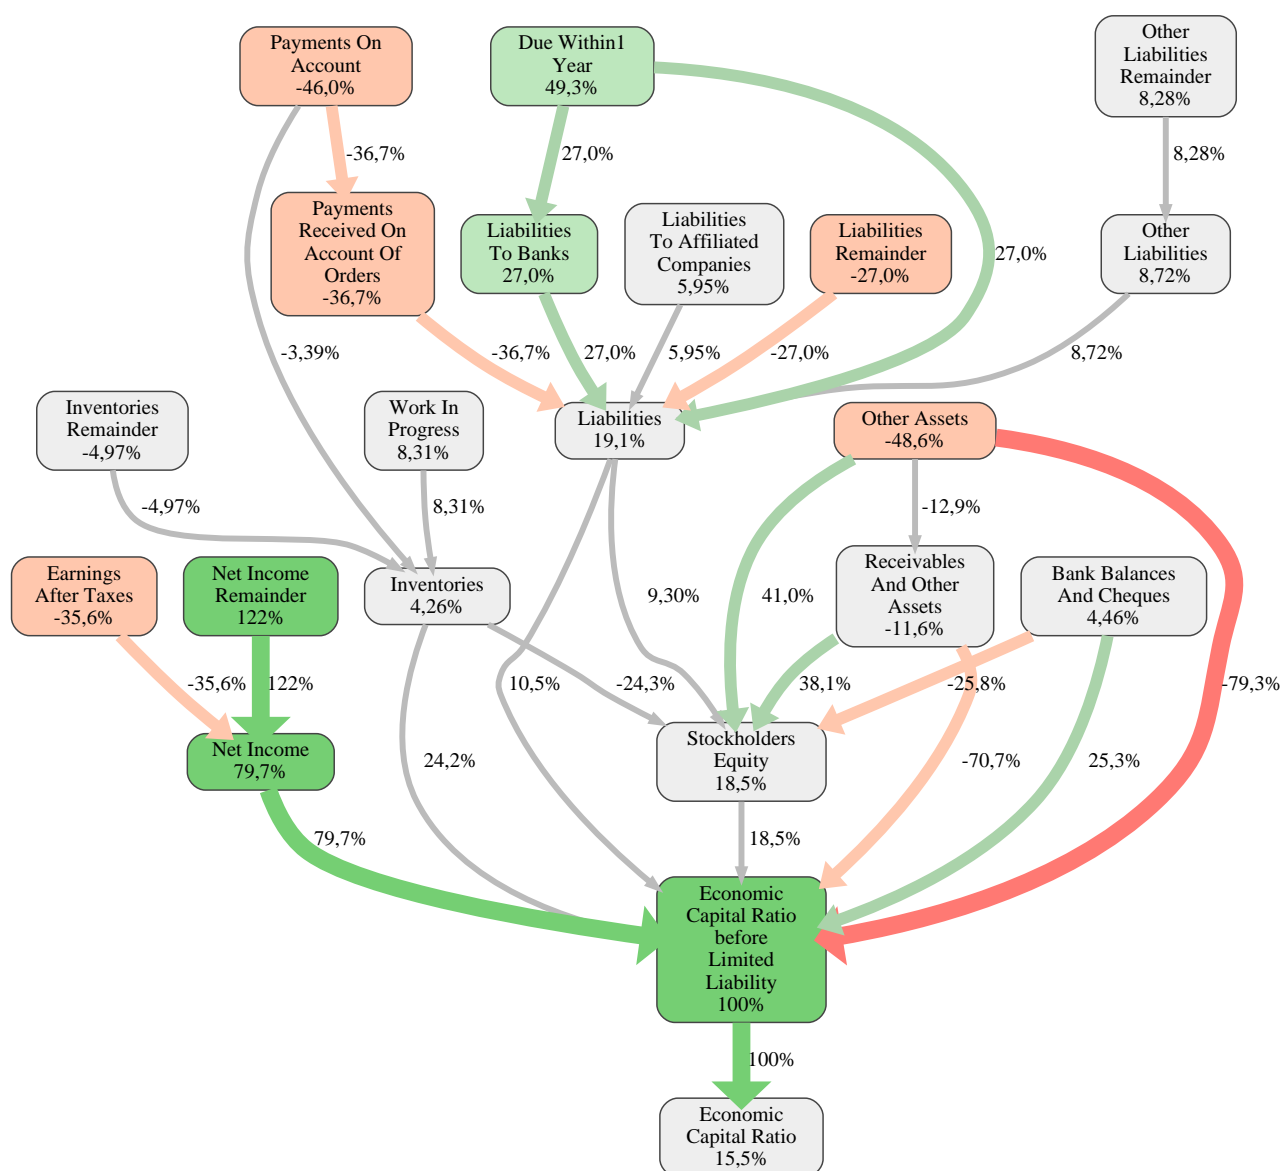 Payments On
Account
-46,0%
Due Within1
Year
49,3%
Other
Liabilities
Remainder
8,28%
-36,7%
27,0%
8,28%
Payments
Received On
Account Of
Orders
-36,7%
Liabilities
To Banks
27,0%
Liabilities
To Affiliated
Companies
5,95%
Liabilities
Remainder
-27,0%
27,0%
Other
Liabilities
8,72%
-3,39%
-36,7%
27,0%
5,95%
-27,0%
8,72%
Inventories
Remainder
-4,97%
Work In
Progress
8,31%
Liabilities
19,1%
Other Assets
-48,6%
-4,97%
8,31%
-12,9%
Earnings
After Taxes
-35,6%
Net Income
Remainder
122%
Inventories
4,26%
9,30%
41,0%
Receivables
And Other
Assets
-11,6%
Bank Balances
And Cheques
4,46%
-35,6%
122%
10,5%
-24,3%
38,1%
-25,8%
-79,3%
Net Income
79,7%
24,2%
Stockholders
Equity
18,5%
-70,7%
25,3%
79,7%
18,5%
Economic
Capital Ratio
before
Limited
Liability
100%
100%
Economic
Capital Ratio
15,5%